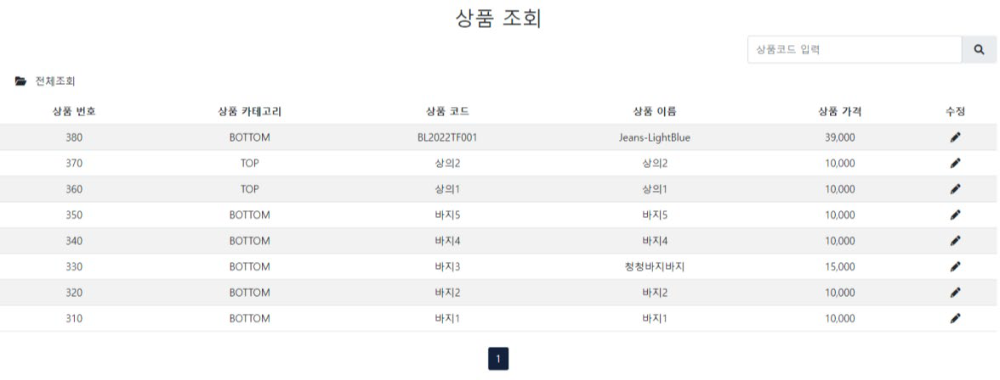 상품 조회
상품코드 입력
전체조회
상품 번호 상품 카테고리 상품 코드 상품 이름 상품 가격 수정
380 BOTTOM BL2022TF001 Jeans-LightBlue 39,000
370 TOP 상의2 상의2 10,000
360 TOP 상의1 상의1 10,000
350 BOTTOM 바지5 바지5 10,000
340 BOTTOM 바지4 바지4 10,000
330 BOTTOM 바지3 청청바지바지 15,000
320 BOTTOM 바지2 바지2 10,000
310 BOTTOM 바지1 바지1 10,000
1